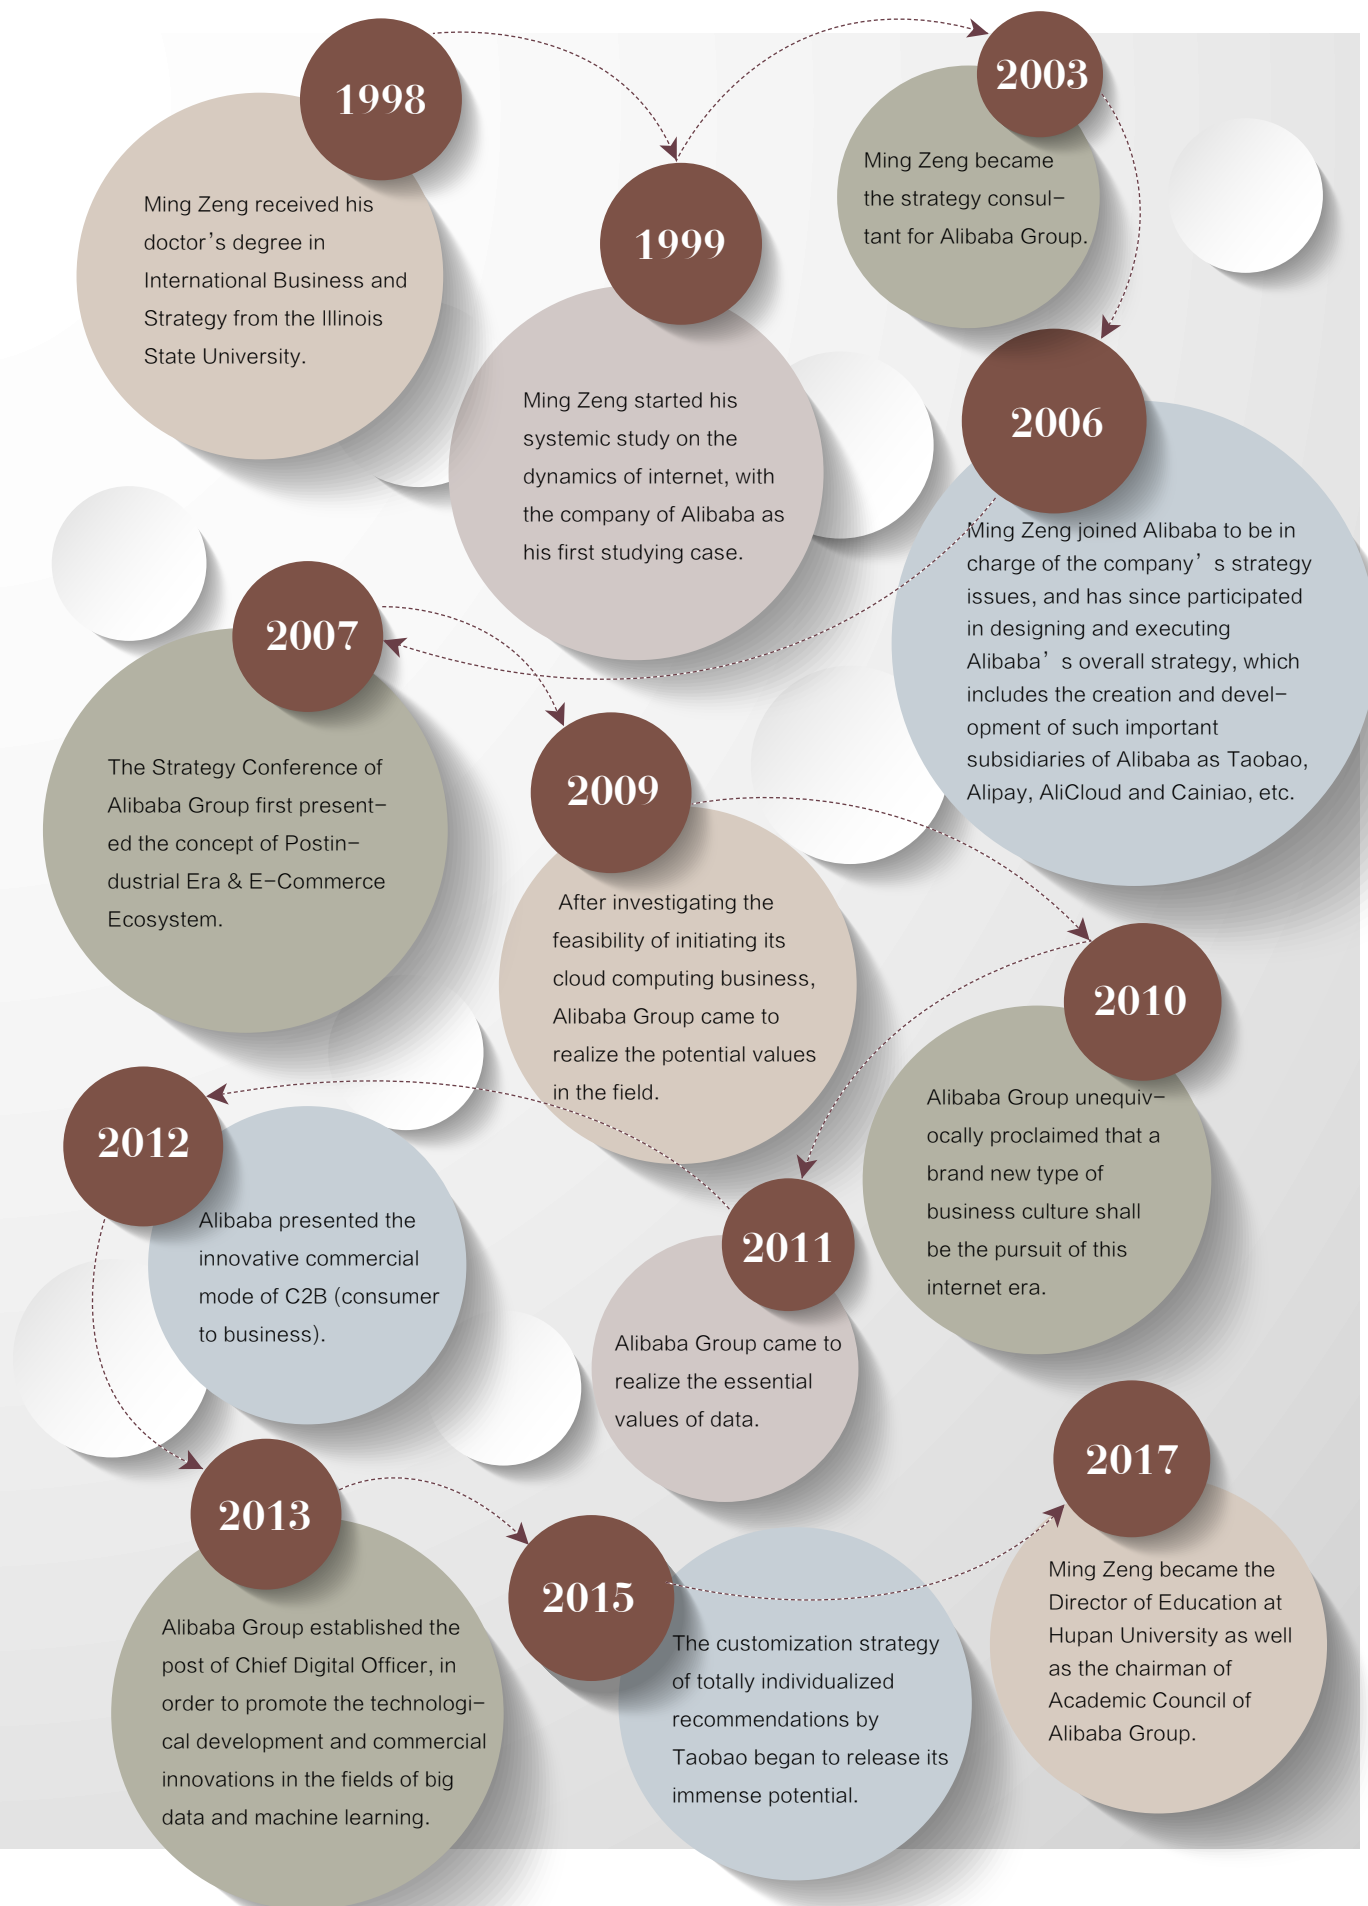 1998
Ming Zeng received his
doctor’s degree in
International Business and
Strategy from the Illinois
State University.
1999
Ming Zeng started his
systemic study on the
dynamics of internet, with
the company of Alibaba as
his first studying case.
2003
Ming Zeng became
the strategy consul-
tant for Alibaba Group.
2006
Ming Zeng joined Alibaba to be in
charge of the company’ s strategy
issues, and has since participated
in designing and executing
Alibaba’ s overall strategy, which
includes the creation and devel-
opment of such important
subsidiaries of Alibaba as Taobao,
Alipay, AliCloud and Cainiao, etc.
2007
The Strategy Conference of
Alibaba Group first present-
ed the concept of Postin-
dustrial Era & E-Commerce
Ecosystem.
2009
After investigating the
feasibility of initiating its
cloud computing business,
Alibaba Group came to
realize the potential values
in the field.
2010
Alibaba Group unequiv-
ocally proclaimed that a
brand new type of
business culture shall
be the pursuit of this
internet era.
2011
Alibaba Group came to
realize the essential
values of data.
2012
Alibaba presented the
innovative commercial
mode of C2B (consumer
to business).
2013
Alibaba Group established the
post of Chief Digital Officer, in
order to promote the technologi-
cal development and commercial
innovations in the fields of big
data and machine learning.
2015
The customization strategy
of totally individualized
recommendations by
Taobao began to release its
immense potential.
2017
Ming Zeng became the
Director of Education at
Hupan University as well
as the chairman of
Academic Council of
Alibaba Group.